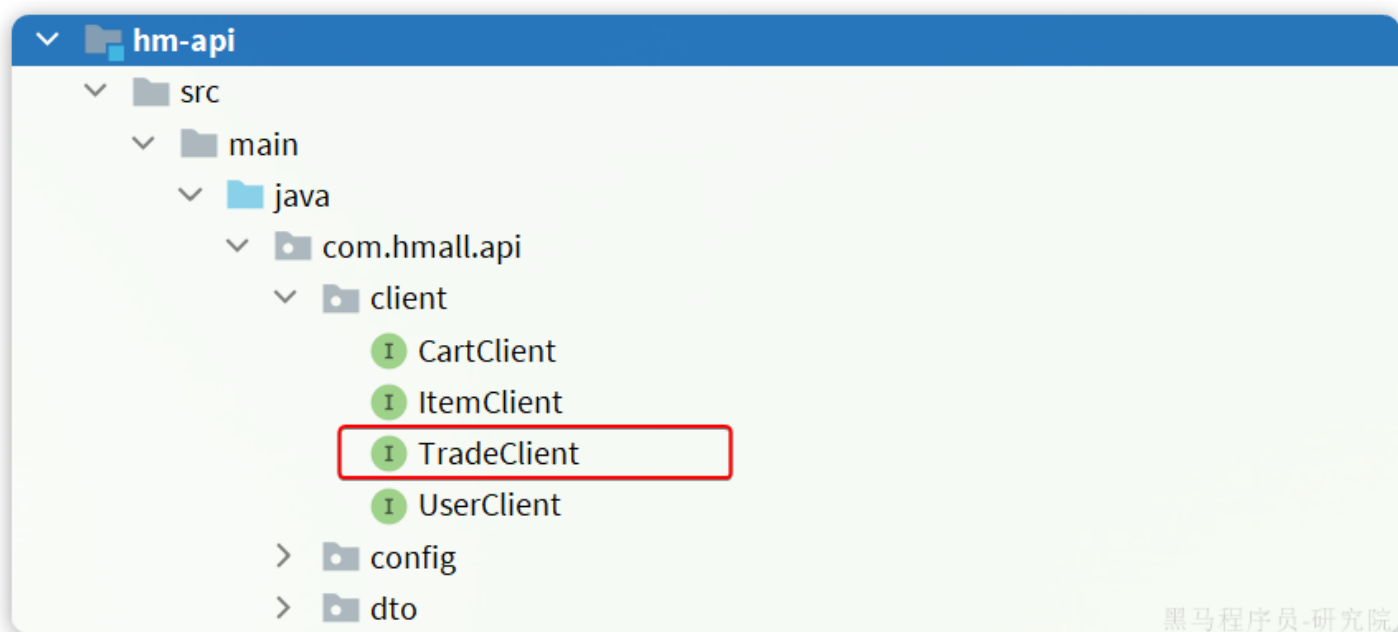 hm-api
src
main
java
com.hmall.api
client
I CartClient
I ItemClient
I TradeClient
I UserClient
config
dto
黑马程序员-研究院